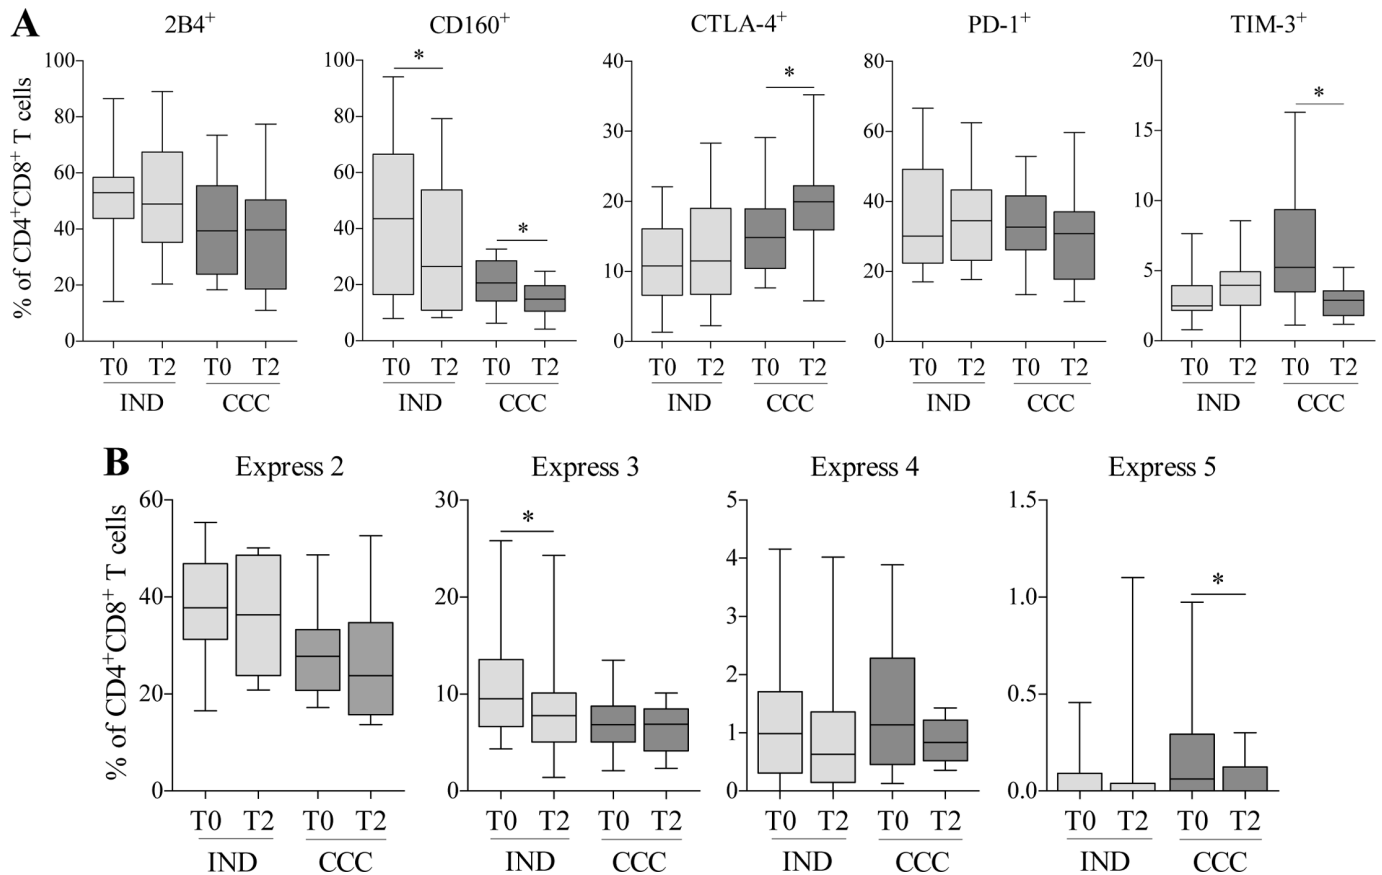 A
2B4+ CD160+ CTLA-4+ PD-1+ TIM-3+
% of CD4+CD8+ T cells
100 80 60 40 20 0
100 80 60 40 20 0
40 30 20 10 0
80 60 40 20 0
20 15 10 5 0
* * * *
T0 T2 T0 T2 T0 T2 T0 T2 T0 T2 T0 T2 T0 T2 T0 T2 T0 T2 T0 T2
IND CCC IND CCC IND CCC IND CCC IND CCC
B
Express 2 Express 3 Express 4 Express 5
% of CD4+CD8+ T cells
60 40 20 0
30 20 10 0
5 4 3 2 1 0
1.5 1.0 0.5 0.0
* *
T0 T2 T0 T2 T0 T2 T0 T2 T0 T2 T0 T2 T0 T2 T0 T2
IND CCC IND CCC IND CCC IND CCC